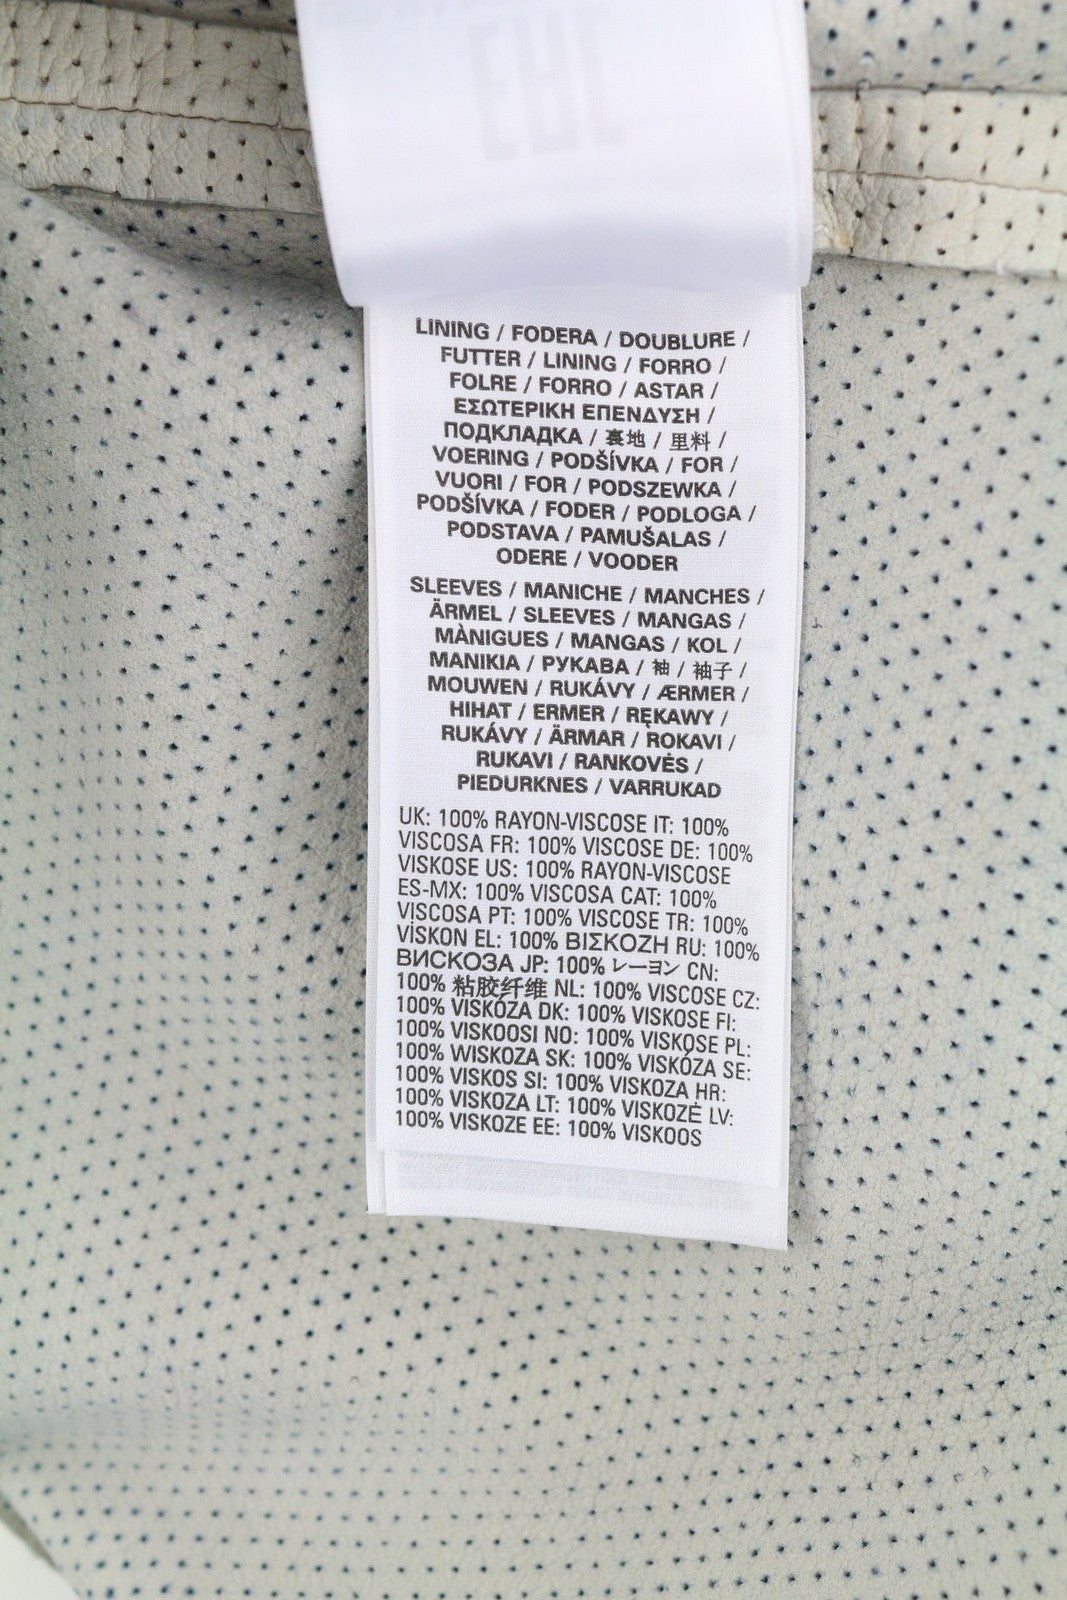 LINING / FODERA / DOUBLURE /
FUTTER / LINING / FORRO /
FOLRE / FORRO / ASTAR /
ΕΣΩΤΕΡΙΚΗ ΕΠΕΝΔΥΣΗ /
ПОДКЛАДКА / 裏地 / 里料 /
VOERING / PODŠÍVKA / FOR /
VUORI / FOR / PODSZEWKA /
PODŠÍVKA / FODER / PODLOGA /
PODSTAVA / PAMUŠALAS /
ODERE / VOODER
SLEEVES / MANICHE / MANCHES /
ÄRMEL / SLEEVES / MANGAS /
MÀNIGUES / MANGAS / KOL /
ΜΑΝΙΚΙΑ / РУКАВА / 袖 / 袖子 /
MOUWEN / RUKÁVY / ÆRMER /
HIHAT / ERMER / RĘKAWY /
RUKÁVY / ÄRMAR / ROKAVI /
RUKAVI / RANKOVĖS /
PIEDURKNES / VARRUKAD
UK: 100% RAYON-VISCOSE IT: 100%
VISCOSA FR: 100% VISCOSE DE: 100%
VISKOSE US: 100% RAYON-VISCOSE
ES-MX: 100% VISCOSA CAT: 100%
VISCOSA PT: 100% VISCOSE TR: 100%
VİSKON EL: 100% ΒΙΣΚΟΖΗ RU: 100%
ВИСКОЗА JP: 100% レーヨン CN:
100% 粘胶纤维 NL: 100% VISCOSE CZ:
100% VISKÓZA DK: 100% VISKOSE FI:
100% VISKOOSI NO: 100% VISKOSE PL:
100% WISKOZA SK: 100% VISKÓZA SE:
100% VISKOS SI: 100% VISKOZA HR:
100% VISKOZA LT: 100% VISKOZĖ LV:
100% VISKOZE EE: 100% VISKOOS